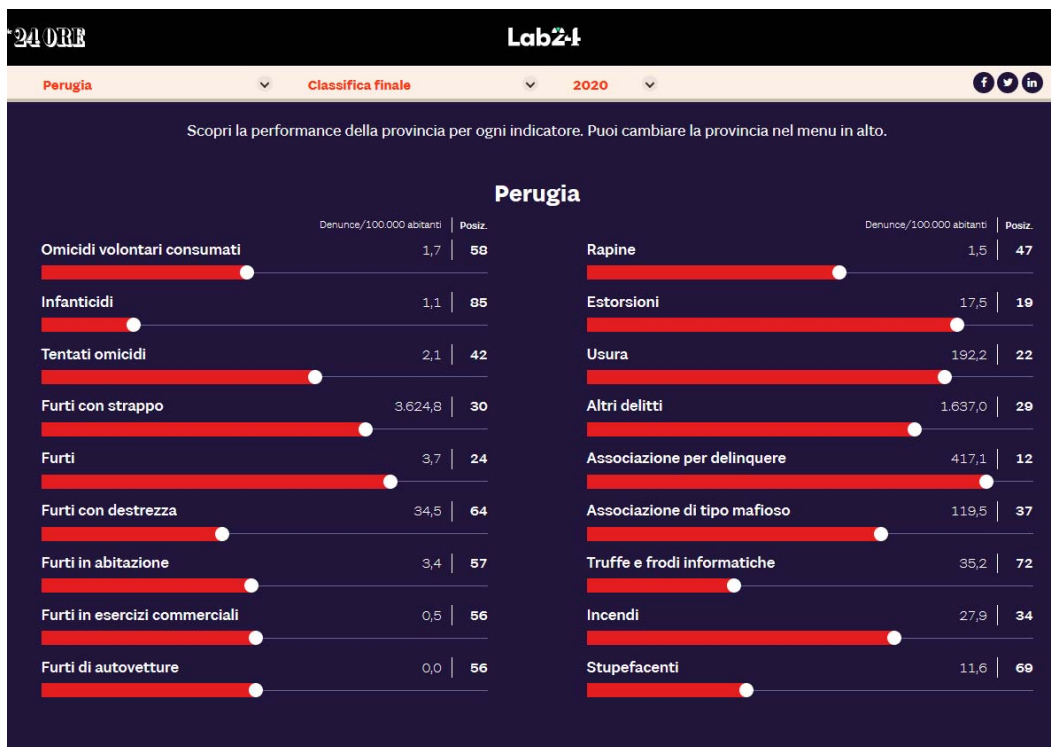 24 ORE
Lab24
Perugia
Classifica finale
2020
Scopri la performance della provincia per ogni indicatore. Puoi cambiare la provincia nel menu in alto.
Perugia
Denunce/100.000 abitanti Posiz.
Omicidi volontari consumati 1,7 58
Infanticidi 1,1 85
Tentati omicidi 2,1 42
Furti con strappo 3.624,8 30
Furti 3,7 24
Furti con destrezza 34,5 64
Furti in abitazione 3,4 57
Furti in esercizi commerciali 0,5 56
Furti di autovetture 0,0 56
Denunce/100.000 abitanti Posiz.
Rapine 1,5 47
Estorsioni 17,5 19
Usura 192,2 22
Altri delitti 1.637,0 29
Associazione per delinquere 417,1 12
Associazione di tipo mafioso 119,5 37
Truffe e frodi informatiche 35,2 72
Incendi 27,9 34
Stupefacenti 11,6 69